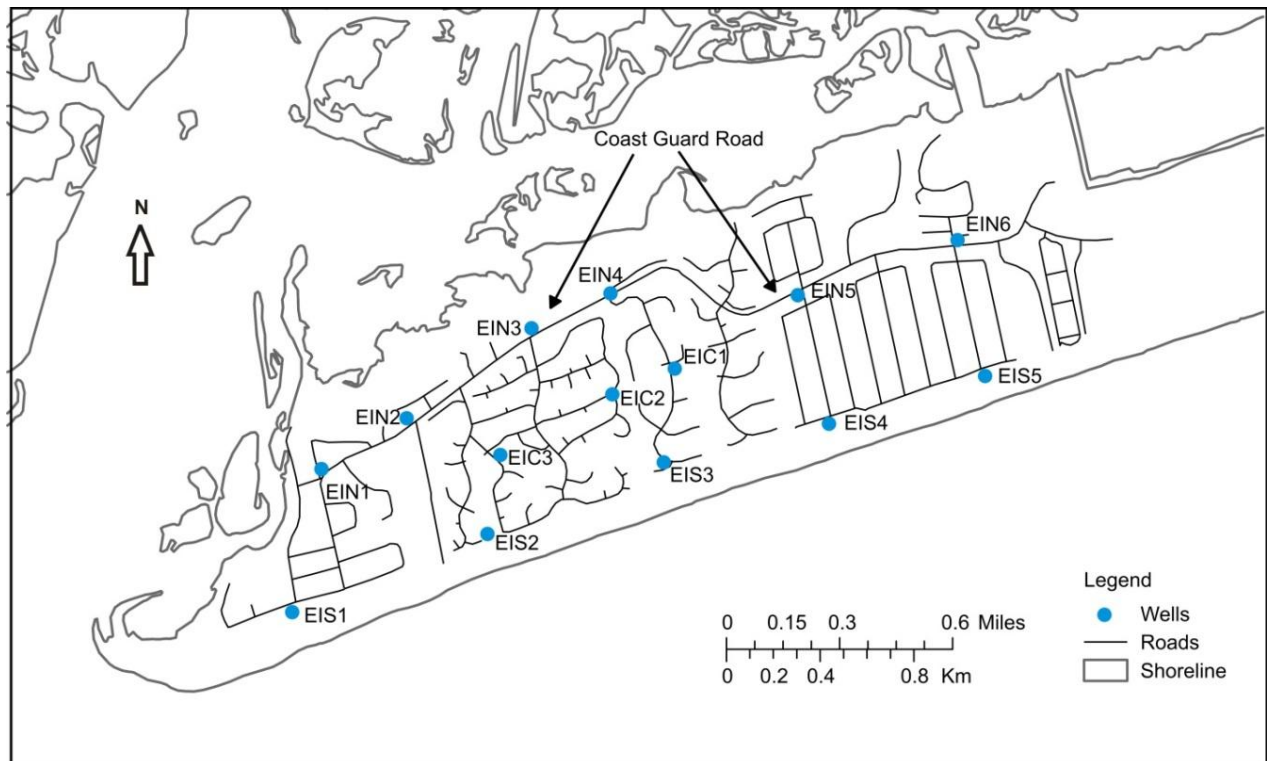 Coast Guard Road
N
EIN6
EIN4
EIN5
EIN3
EIC1
EIS5
EIC2
EIN2
EIS4
EIC3
EIS3
EIN1
EIS2
EIS1
Legend
Wells
Roads
Shoreline
0 0.15 0.3 0.6 Miles
0 0.2 0.4 0.8 Km